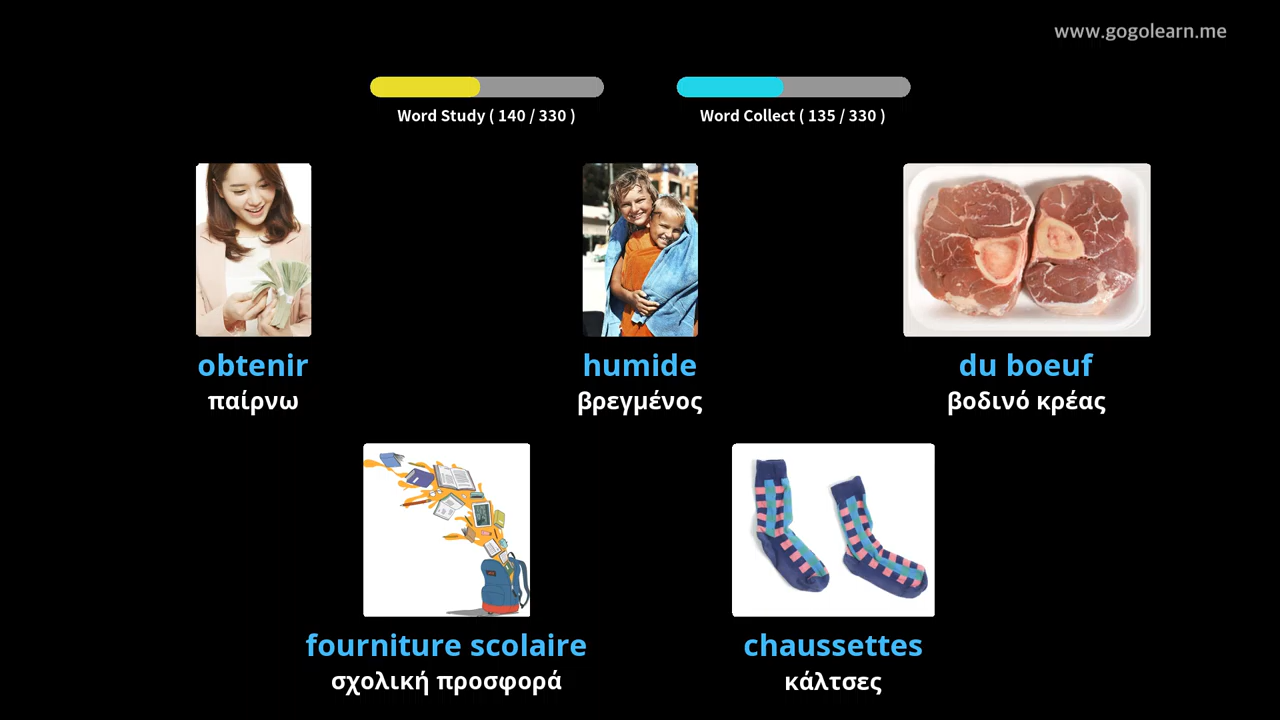 www.gogolearn.me
Word Study ( 140 / 330 )
Word Collect ( 135 / 330 )
obtenir
παίρνω
humide
βρεγμένος
du boeuf
βοδινό κρέας
fourniture scolaire
σχολική προσφορά
chaussettes
κάλτσες